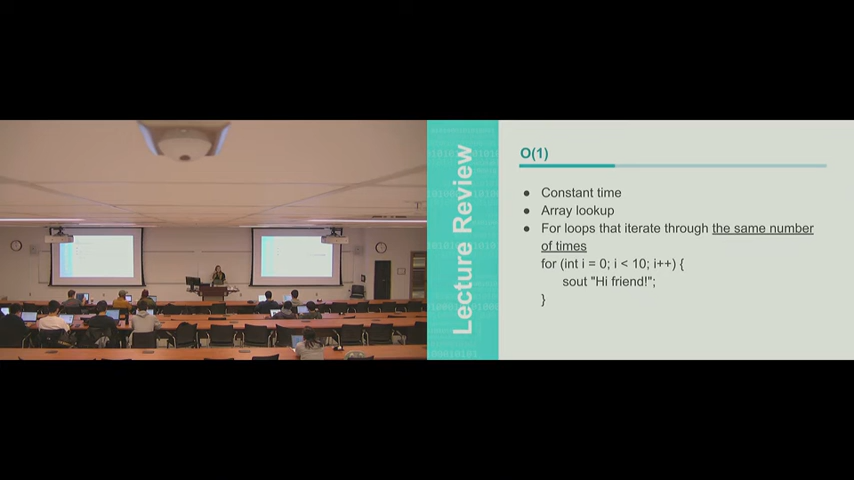 Lecture Review
O(1)
● Constant time
● Array lookup
● For loops that iterate through the same number
of times
for (int i = 0; i < 10; i++) {
sout "Hi friend!";
}